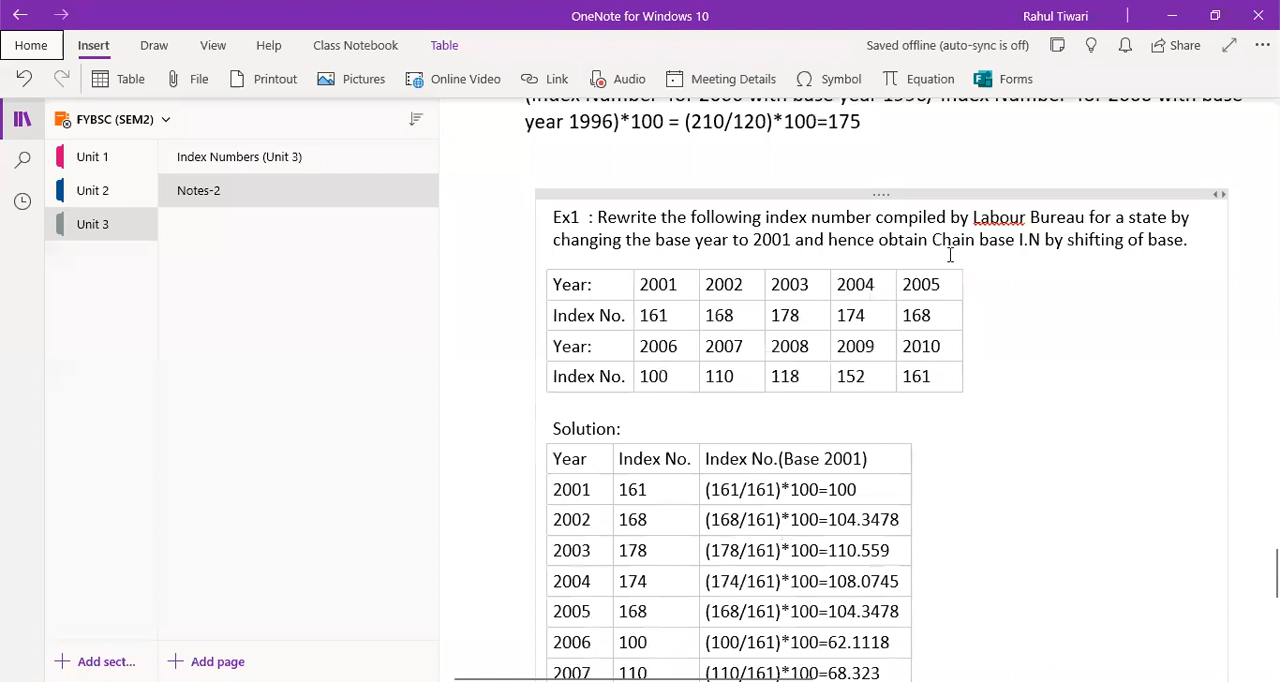 OneNote for Windows 10
Rahul Tiwari
Home Insert Draw View Help Class Notebook Table
Saved offline (auto-sync is off) Share
Table File Printout Pictures Online Video Link Audio Meeting Details Symbol Equation Forms
FYBSC (SEM2)
Unit 1
Unit 2
Unit 3
Index Numbers (Unit 3)
Notes-2
year 1996)*100 = (210/120)*100=175
Ex1 : Rewrite the following index number compiled by Labour Bureau for a state by
changing the base year to 2001 and hence obtain Chain base I.N by shifting of base.
Year: 2001 2002 2003 2004 2005
Index No. 161 168 178 174 168
Year: 2006 2007 2008 2009 2010
Index No. 100 110 118 152 161
Solution:
Year Index No. Index No.(Base 2001)
2001 161 (161/161)*100=100
2002 168 (168/161)*100=104.3478
2003 178 (178/161)*100=110.559
2004 174 (174/161)*100=108.0745
2005 168 (168/161)*100=104.3478
2006 100 (100/161)*100=62.1118
2007 110 (110/161)*100=68.323
Add sect... Add page